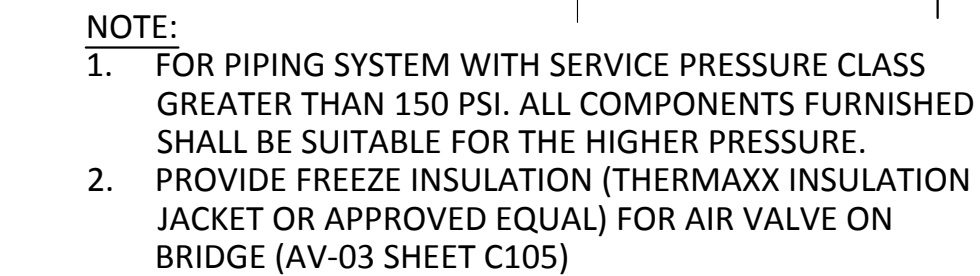 NOTE:
1. FOR PIPING SYSTEM WITH SERVICE PRESSURE CLASS
GREATER THAN 150 PSI. ALL COMPONENTS FURNISHED
SHALL BE SUITABLE FOR THE HIGHER PRESSURE.
2. PROVIDE FREEZE INSULATION (THERMAXX INSULATION
JACKET OR APPROVED EQUAL) FOR AIR VALVE ON
BRIDGE (AV-03 SHEET C105)